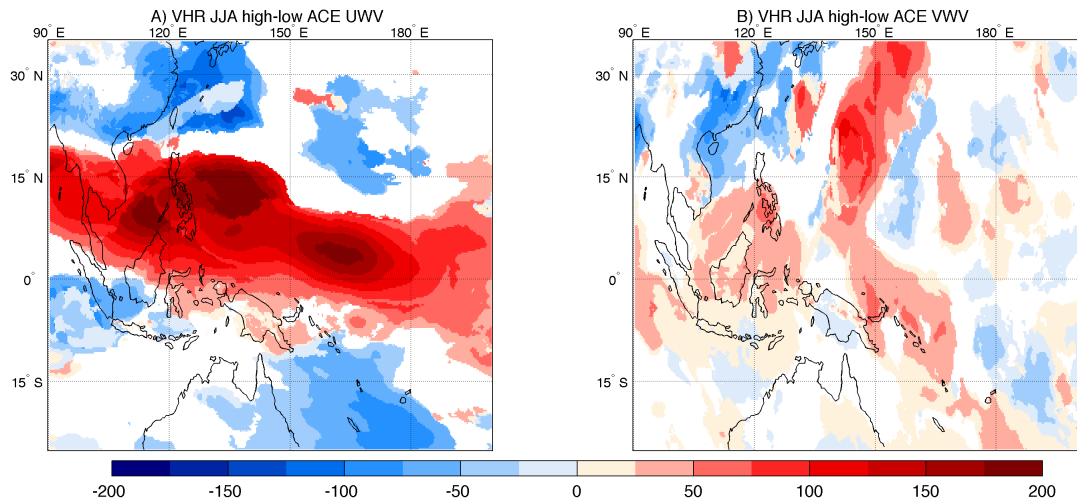 A) VHR JJA high-low ACE UWV
B) VHR JJA high-low ACE VWV
90° E 120° E 150° E 180° E
90° E 120° E 150° E 180° E
30° N
30° N
15° N
15° N
0°
0°
15° S
15° S
-200 -150 -100 -50 0 50 100 150 200